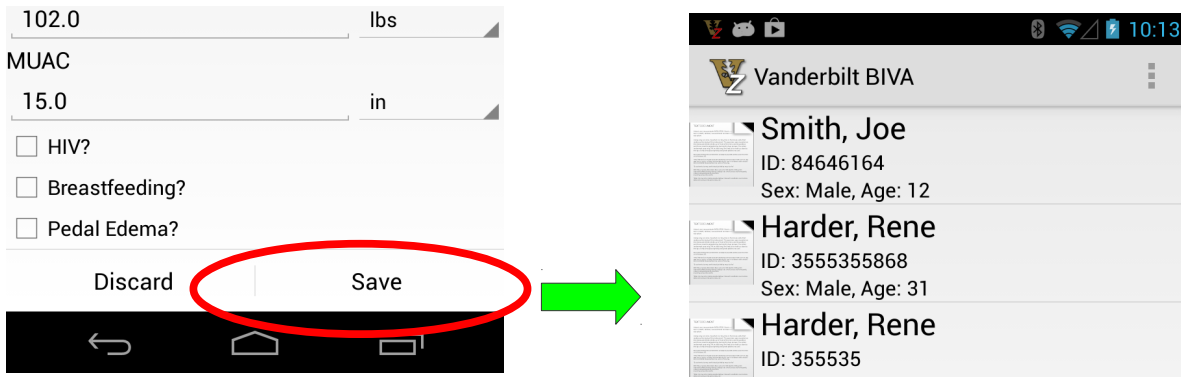 102.0 lbs
MUAC
15.0 in
HIV?
Breastfeeding?
Pedal Edema?
Discard Save
10:13
Vanderbilt BIVA
Smith, Joe
ID: 84646164
Sex: Male, Age: 12
Harder, Rene
ID: 3555355868
Sex: Male, Age: 31
Harder, Rene
ID: 355535